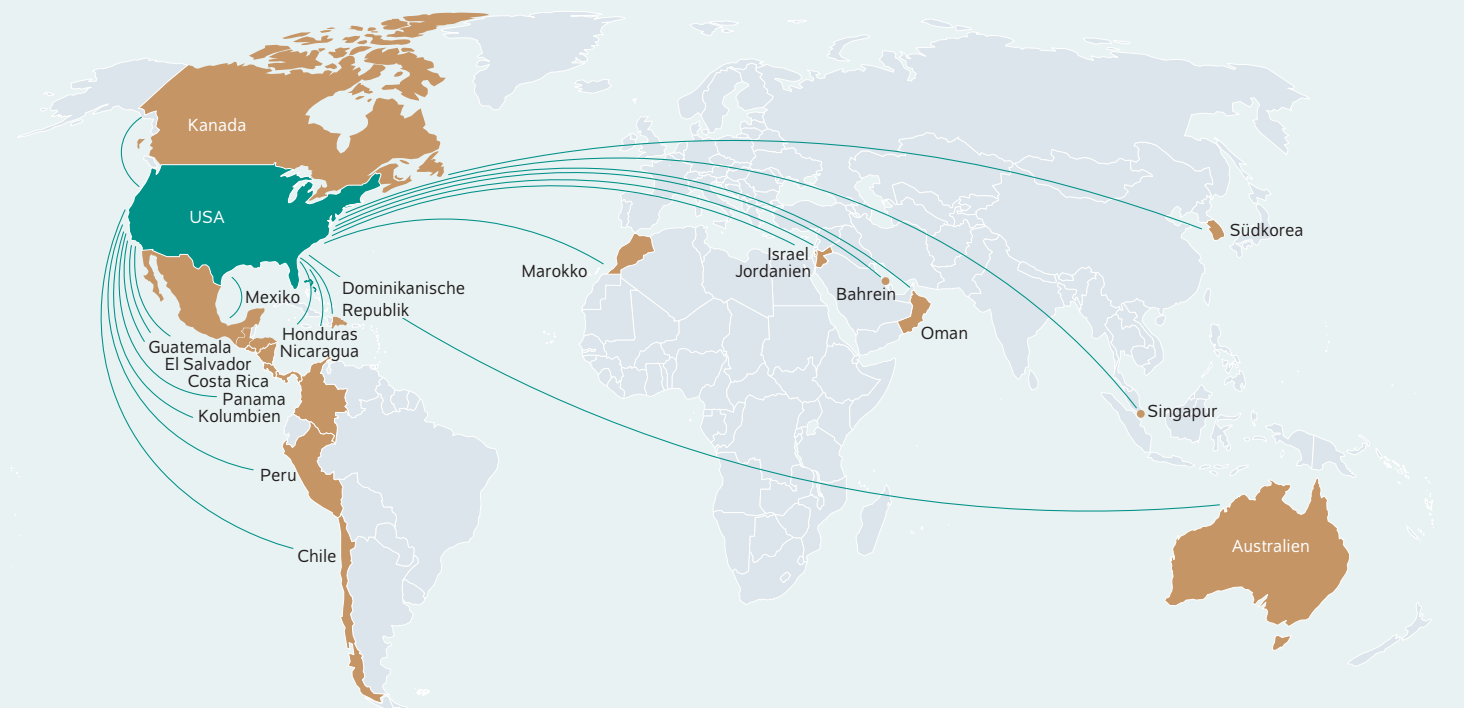 Kanada
USA
Südkorea
Israel
Jordanien
Marokko
Bahrein
Oman
Mexiko
Dominikanische
Republik
Honduras
Nicaragua
Guatemala
El Salvador
Costa Rica
Panama
Kolumbien
Singapur
Peru
Chile
Australien